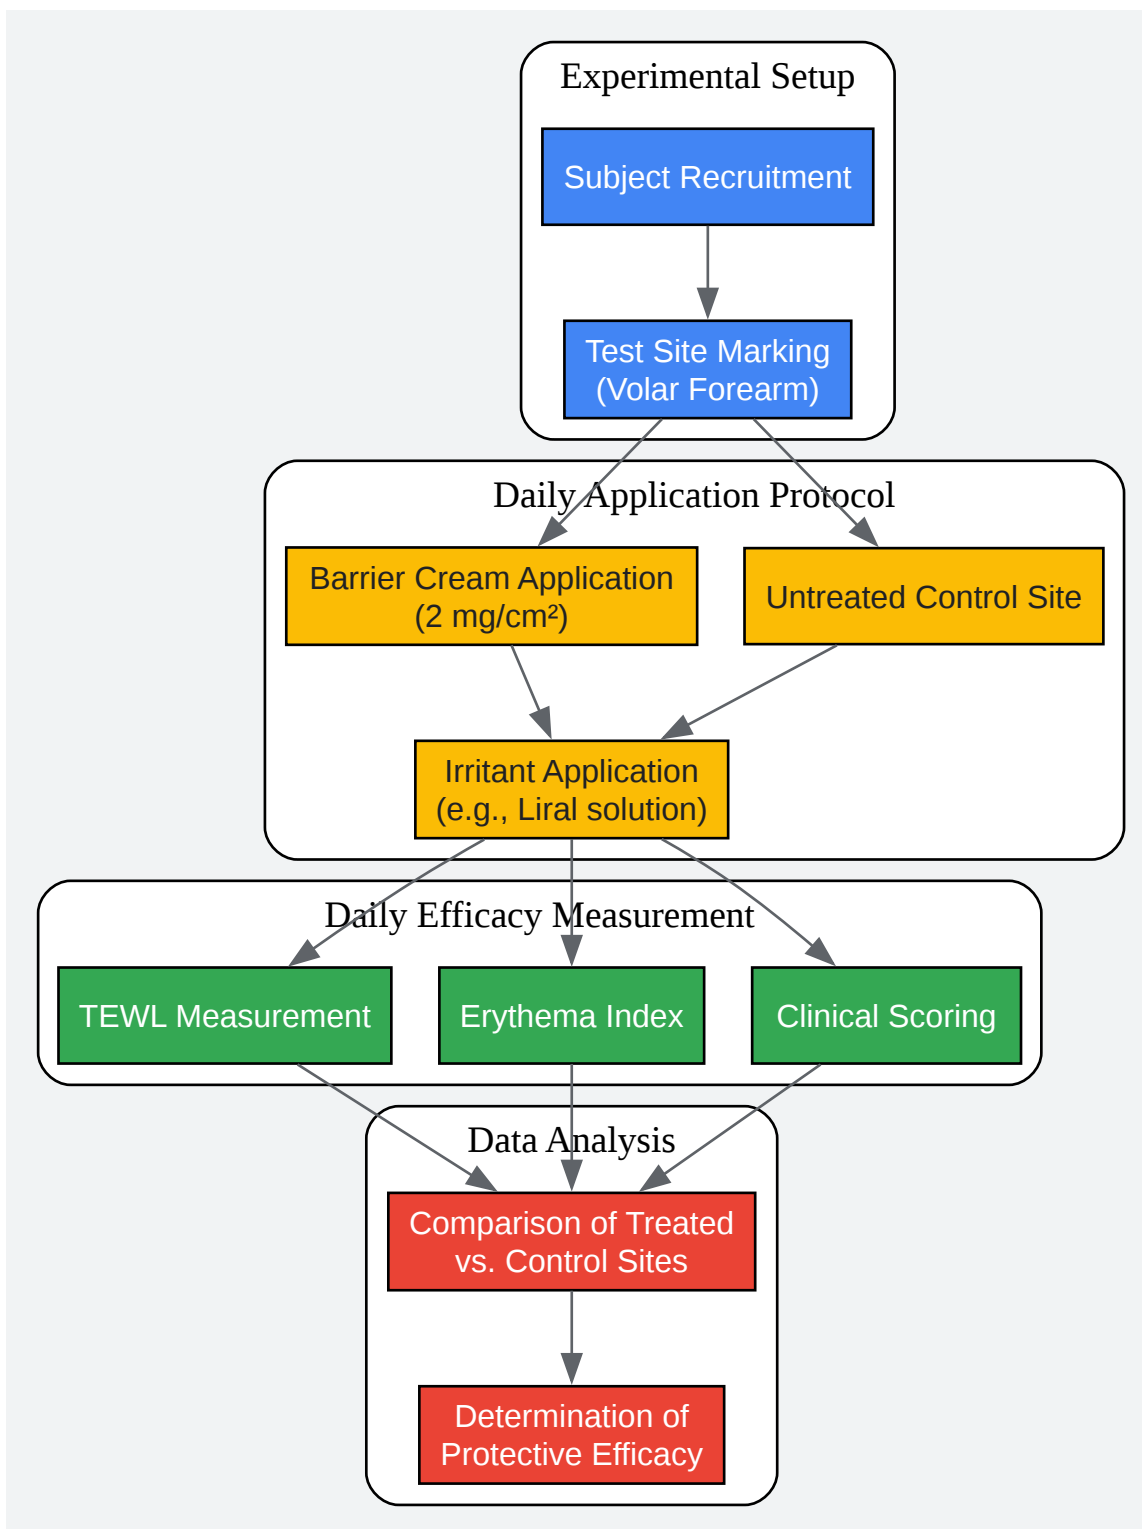 Experimental Setup
Subject Recruitment
Test Site Marking
(Volar Forearm)
Daily Application Protocol
Barrier Cream Application
(2 mg/cm²)
Untreated Control Site
Irritant Application
(e.g., Liral solution)
Daily Efficacy Measurement
TEWL Measurement
Erythema Index
Clinical Scoring
Data Analysis
Comparison of Treated
vs. Control Sites
Determination of
Protective Efficacy